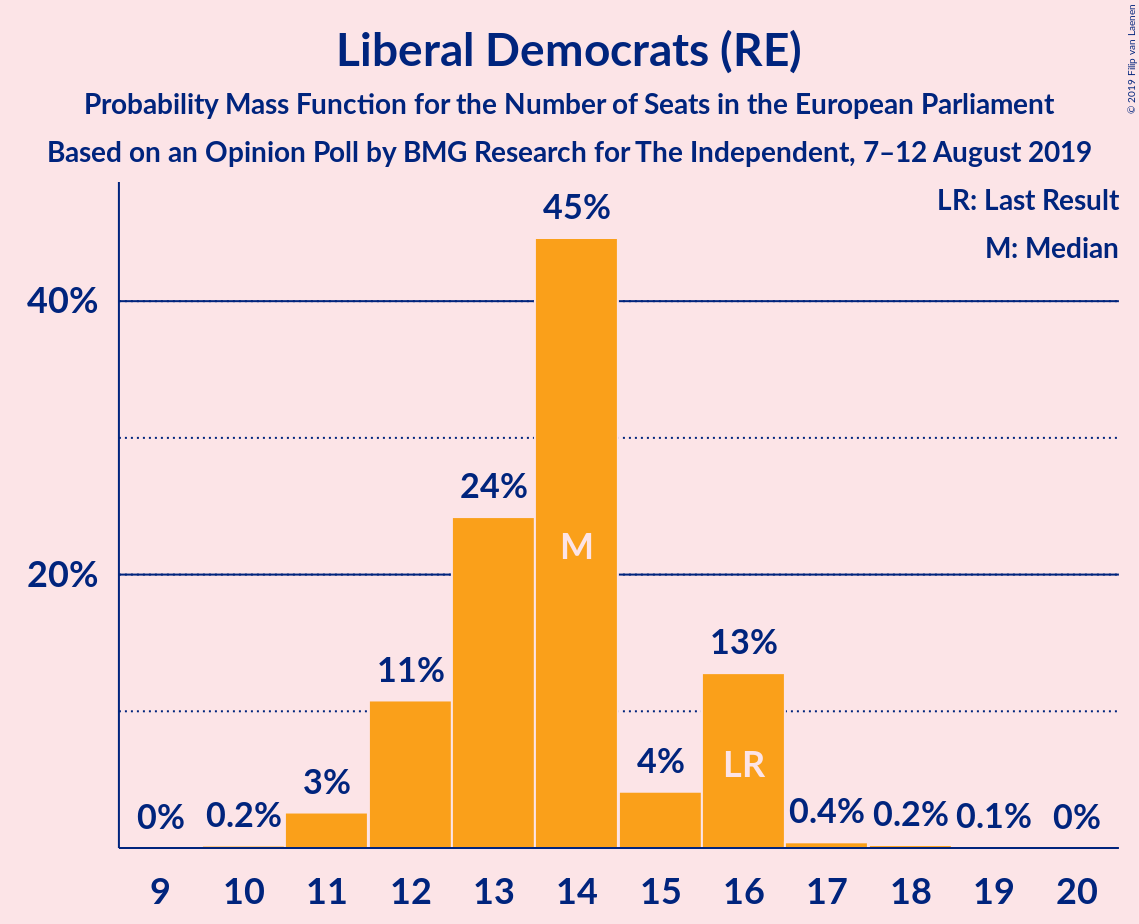 Liberal Democrats (RE)
Probability Mass Function for the Number of Seats in the European Parliament
Based on an Opinion Poll by BMG Research for The Independent, 7–12 August 2019
© 2019 Filip van Laenen
LR: Last Result
M: Median
40%
20%
0%
0.2%
3%
11%
24%
45%
4%
13%
0.4%
0.2%
0.1%
0%
M
LR
9 10 11 12 13 14 15 16 17 18 19 20